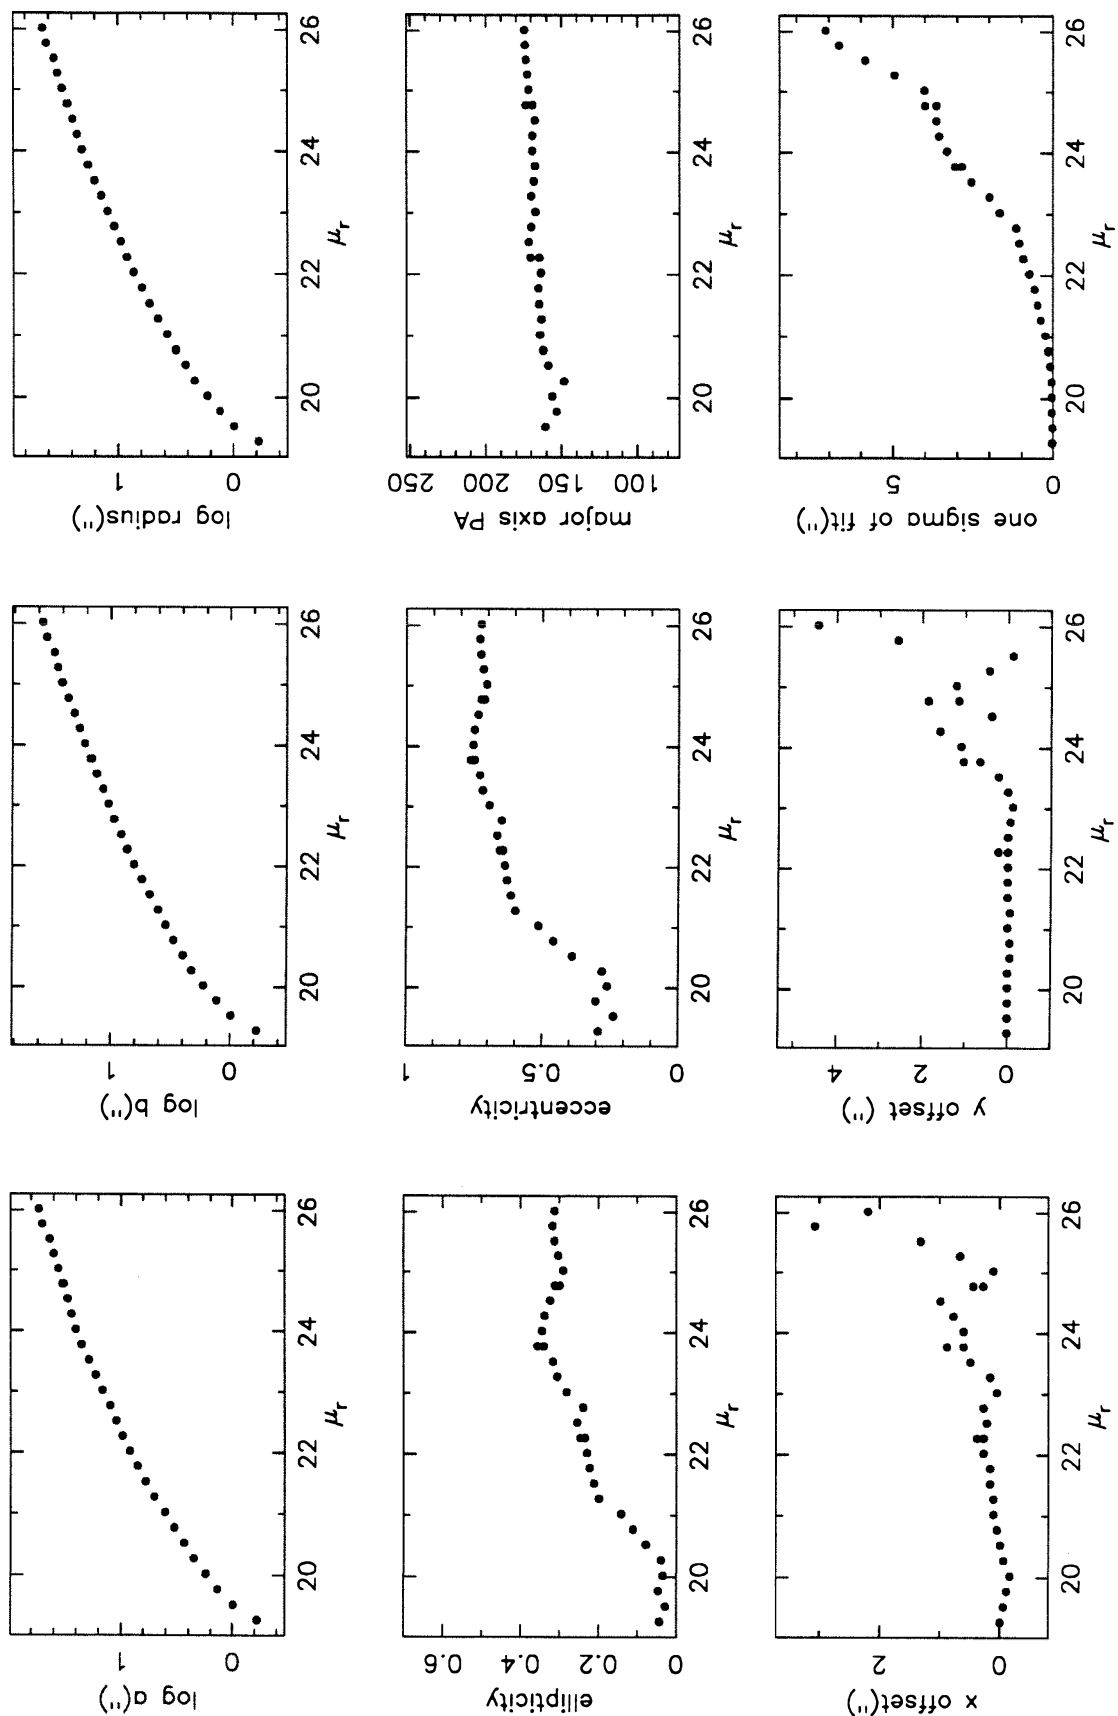 log a(")
1
0
20 22 24 26
μr
log b(")
1
0
20 22 24 26
μr
log radius(")
1
0
20 22 24 26
μr
ellipticity
0.6
0.4
0.2
0
20 22 24 26
μr
eccentricity
1
0.5
0
20 22 24 26
μr
major axis PA
250
200
150
100
20 22 24 26
μr
x offset(")
2
0
20 22 24 26
μr
y offset (")
4
2
0
20 22 24 26
μr
one sigma of fit(")
5
0
20 22 24 26
μr